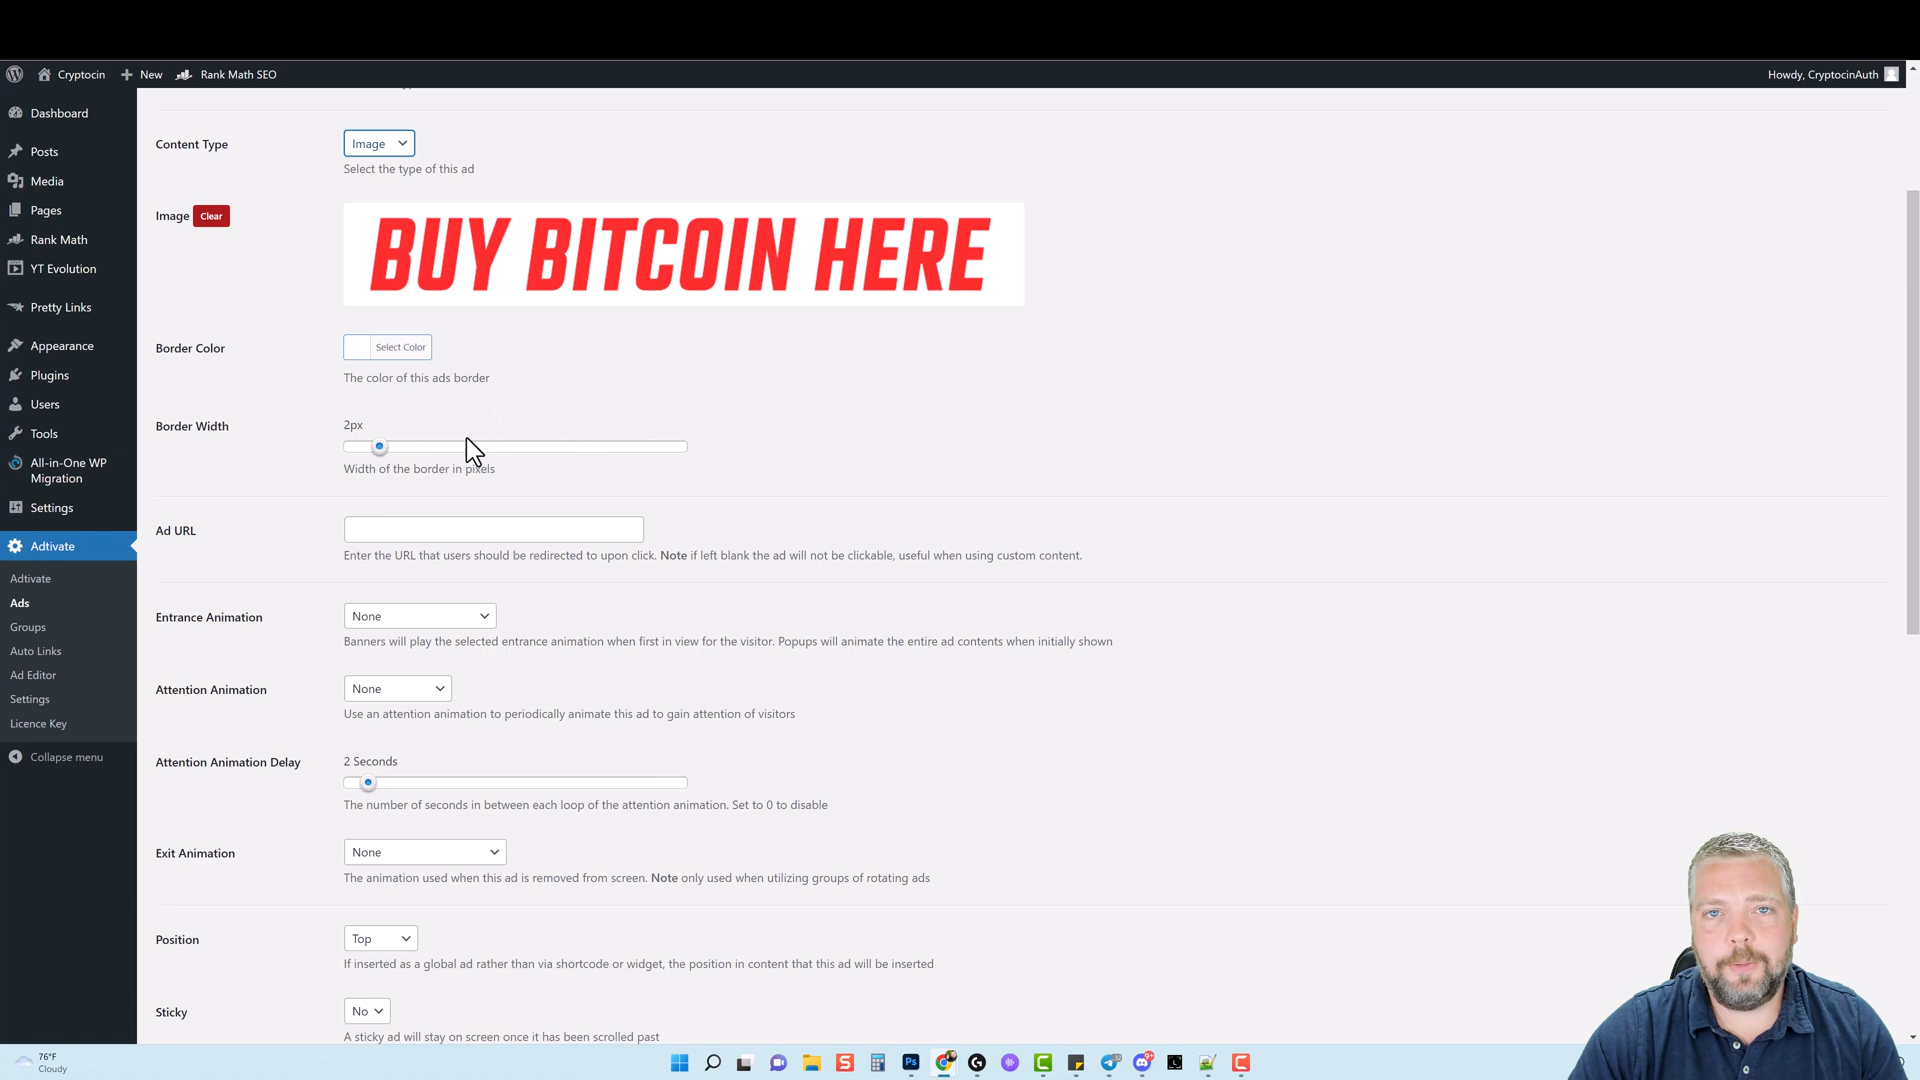 Cryptocin
New
Rank Math SEO
Howdy, CryptocinAuth
Dashboard
Posts
Media
Pages
Rank Math
YT Evolution
Pretty Links
Appearance
Plugins
Users
Tools
All-in-One WP
Migration
Settings
Adtivate
Adtivate
Ads
Groups
Auto Links
Ad Editor
Settings
Licence Key
Collapse menu
Content Type
Image
Select the type of this ad
Image Clear
BUY BITCOIN HERE
Border Color
Select Color
The color of this ads border
Border Width
2px
Width of the border in pixels
Ad URL
Enter the URL that users should be redirected to upon click. Note if left blank the ad will not be clickable, useful when using custom content.
Entrance Animation
None
Banners will play the selected entrance animation when first in view for the visitor. Popups will animate the entire ad contents when initially shown
Attention Animation
None
Use an attention animation to periodically animate this ad to gain attention of visitors
Attention Animation Delay
2 Seconds
The number of seconds in between each loop of the attention animation. Set to 0 to disable
Exit Animation
None
The animation used when this ad is removed from screen. Note only used when utilizing groups of rotating ads
Position
Top
If inserted as a global ad rather than via shortcode or widget, the position in content that this ad will be inserted
Sticky
No
A sticky ad will stay on screen once it has been scrolled past
76°F
Cloudy